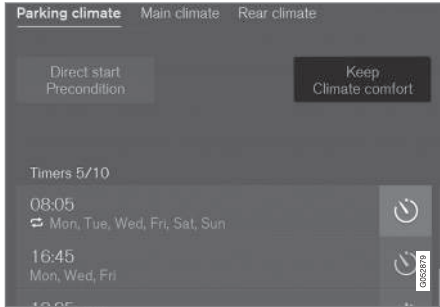 Parking climate Main climate Rear climate
Direct start
Precondition
Keep
Climate comfort
Timers 5/10
08:05
Mon, Tue, Wed, Fri, Sat, Sun
16:45
Mon, Wed, Fri
G052879